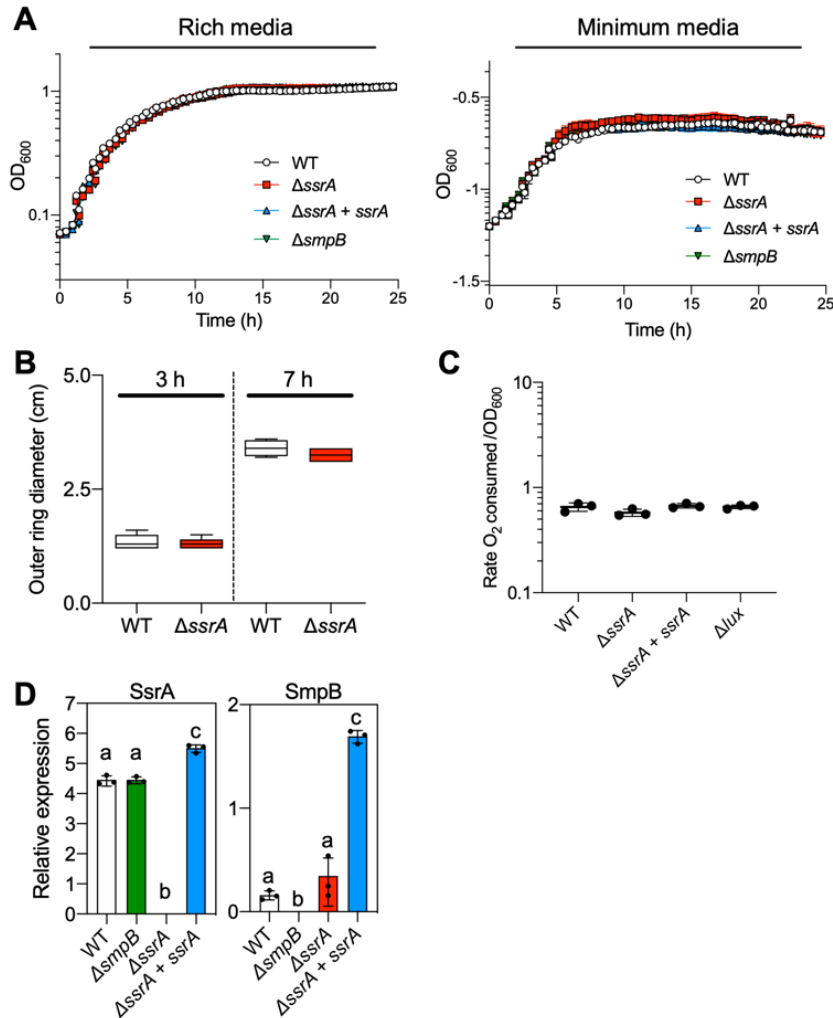 A
Rich media
Minimum media
OD600
1
0.1
0 5 10 15 20 25
Time (h)
WT
ΔssrA
ΔssrA + ssrA
ΔsmpB
OD600
-0.5
-1
-1.5
0 5 10 15 20 25
Time (h)
WT
ΔssrA
ΔssrA + ssrA
ΔsmpB
B
3 h 7 h
Outer ring diameter (cm)
5.0
2.5
0.0
WT ΔssrA WT ΔssrA
C
Rate O2 consumed /OD600
10
1
0.1
WT ΔssrA ΔssrA + ssrA Δlux
D
SsrA
Relative expression
7
6
5
4
3
2
1
0
a a b c
WT ΔsmpB ΔssrA ΔssrA + ssrA
SmpB
2
1
0
a b a c
WT ΔsmpB ΔssrA ΔssrA + ssrA